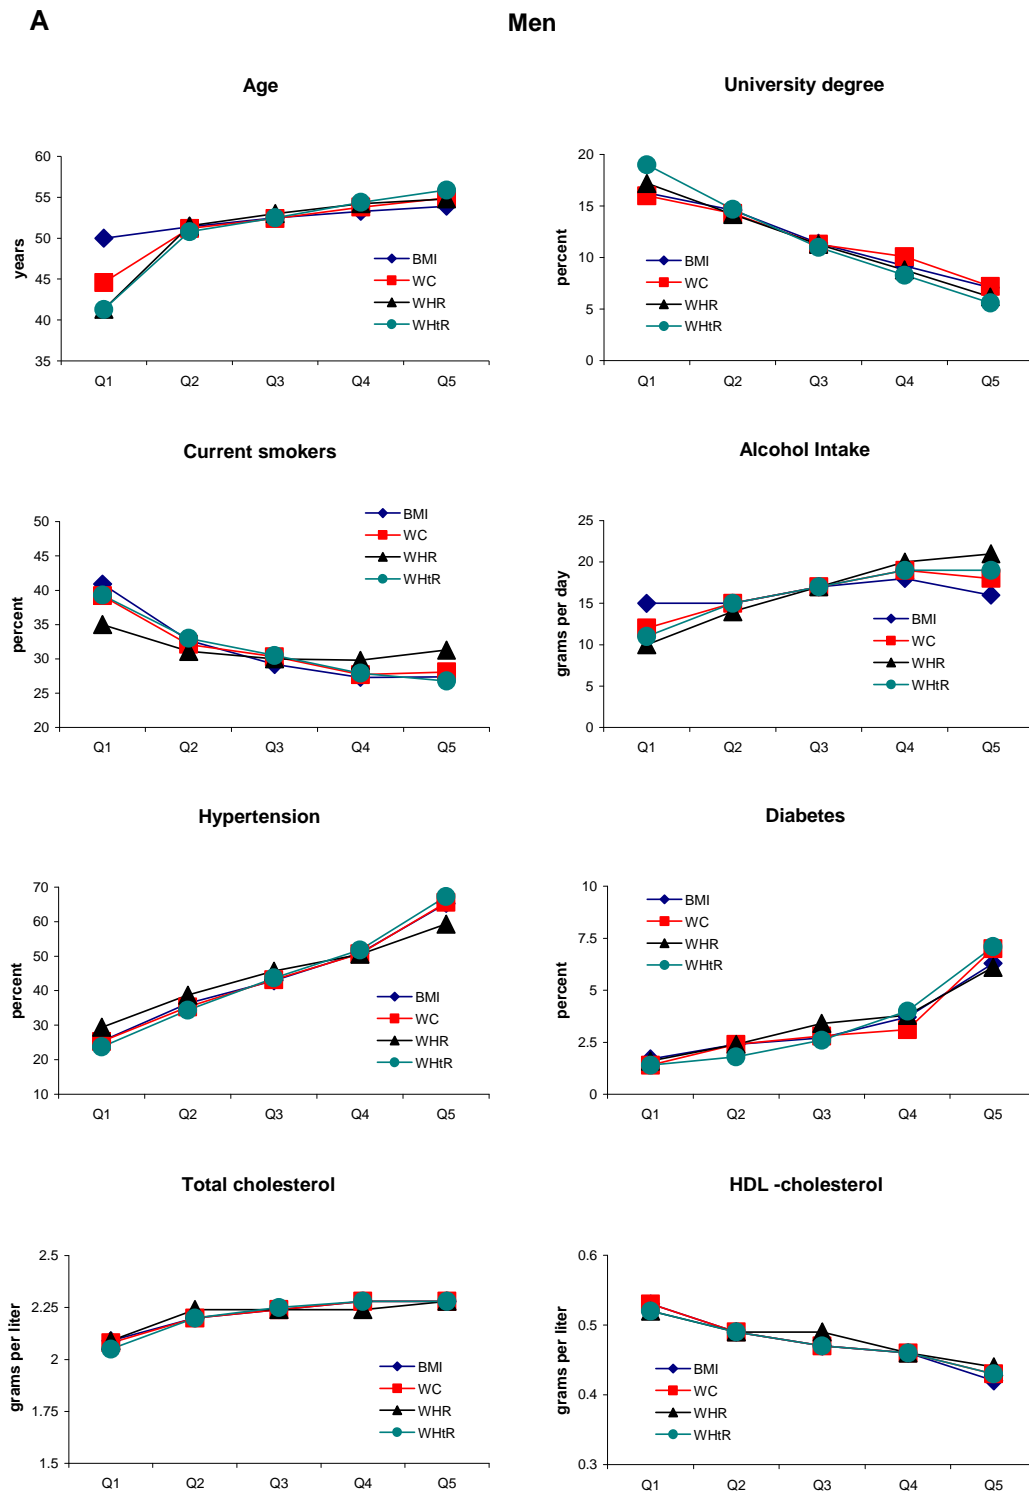 A
Men
Age
60
55
50
45
40
35
years
Q1 Q2 Q3 Q4 Q5
BMI
WC
WHR
WHtR
University degree
20
15
10
5
0
percent
Q1 Q2 Q3 Q4 Q5
BMI
WC
WHR
WHtR
Current smokers
50
45
40
35
30
25
20
percent
Q1 Q2 Q3 Q4 Q5
BMI
WC
WHR
WHtR
Alcohol Intake
25
20
15
10
5
0
grams per day
Q1 Q2 Q3 Q4 Q5
BMI
WC
WHR
WHtR
Hypertension
70
60
50
40
30
20
10
percent
Q1 Q2 Q3 Q4 Q5
BMI
WC
WHR
WHtR
Diabetes
10
7.5
5
2.5
0
percent
Q1 Q2 Q3 Q4 Q5
BMI
WC
WHR
WHtR
Total cholesterol
2.5
2.25
2
1.75
1.5
grams per liter
Q1 Q2 Q3 Q4 Q5
BMI
WC
WHR
WHtR
HDL -cholesterol
0.6
0.5
0.4
0.3
grams per liter
Q1 Q2 Q3 Q4 Q5
BMI
WC
WHR
WHtR